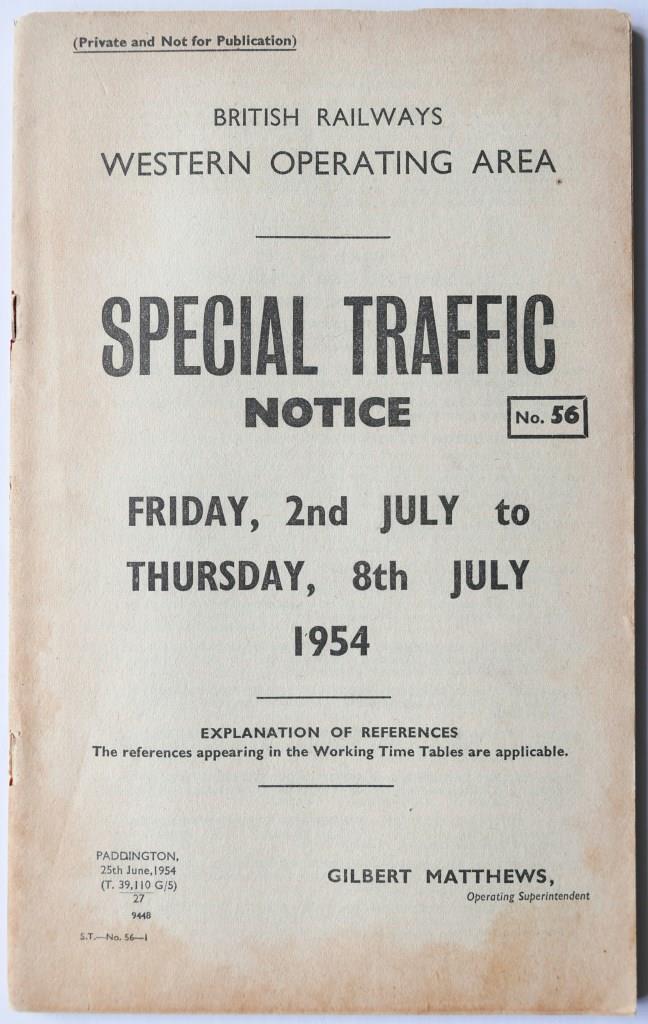 (Private and Not for Publication)
BRITISH RAILWAYS
WESTERN OPERATING AREA
SPECIAL TRAFFIC
NOTICE
No. 56
FRIDAY, 2nd JULY to
THURSDAY, 8th JULY
1954
EXPLANATION OF REFERENCES
The references appearing in the Working Time Tables are applicable.
PADDINGTON,
25th June, 1954
(T. 39,110 G/5)
27
9448
S.T.—No. 56—1
GILBERT MATTHEWS,
Operating Superintendent